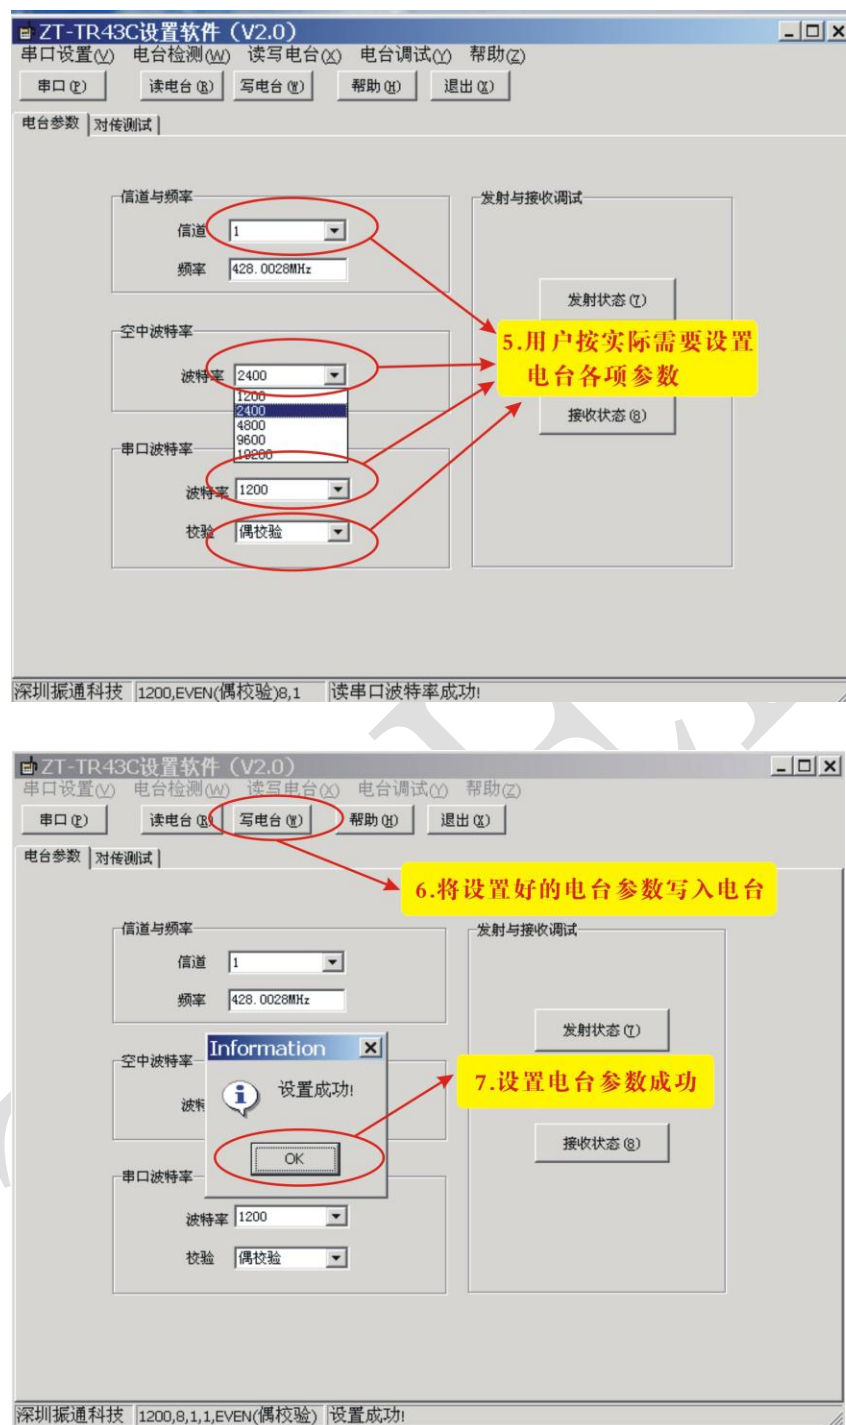 ZT-TR43C设置软件（V2.0）
串口设置(V) 电台检测(W) 读写电台(X) 电台调试(Y) 帮助(Z)
串口(P) 读电台(R) 写电台(W) 帮助(H) 退出(X)
电台参数 对传测试
信道与频率 发射与接收调试
信道 1
频率 428.0028MHz
发射状态(T)
空中波特率
5.用户按实际需要设置
电台各项参数
波特率 2400
1200
2400
4800
9600
19200
接收状态(R)
串口波特率
波特率 1200
校验 偶校验
深圳振通科技 1200,EVEN(偶校验)8,1 读串口波特率成功!
ZT-TR43C设置软件（V2.0）
串口设置(V) 电台检测(W) 读写电台(X) 电台调试(Y) 帮助(Z)
串口(P) 读电台(R) 写电台(W) 帮助(H) 退出(X)
电台参数 对传测试
6.将设置好的电台参数写入电台
信道与频率 发射与接收调试
信道 1
频率 428.0028MHz
发射状态(T)
Information
空中波特率
设置成功!
7.设置电台参数成功
OK
接收状态(R)
串口波特率
波特率 1200
校验 偶校验
深圳振通科技 1200,8,1,1,EVEN(偶校验) 设置成功!